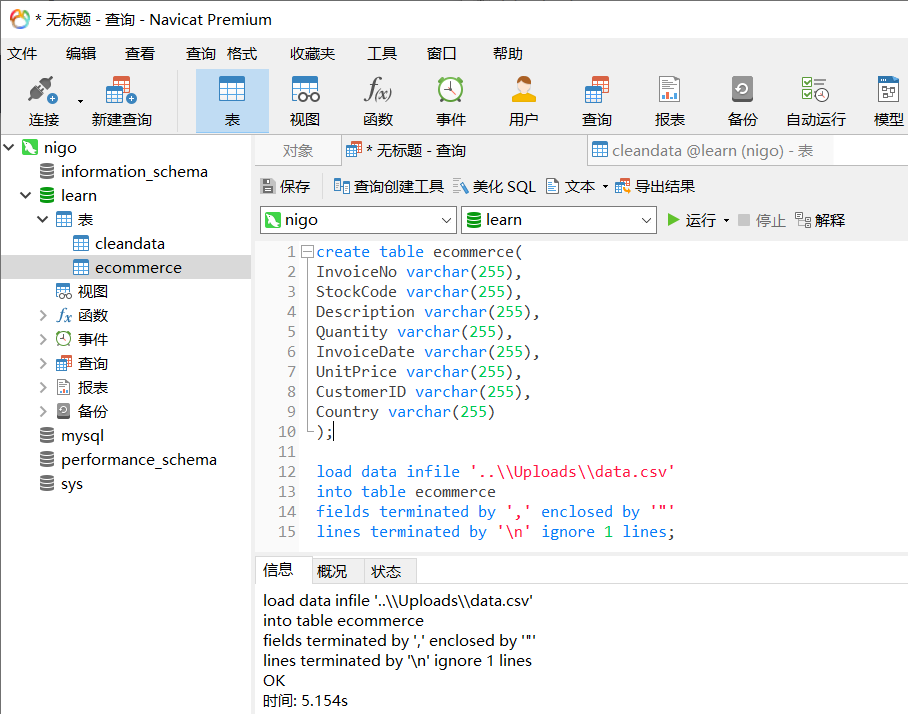 * 无标题 - 查询 - Navicat Premium
文件 编辑 查看 查询 格式 收藏夹 工具 窗口 帮助
连接 新建查询 表 视图 函数 事件 用户 查询 报表 备份 自动运行 模型
nigo
information_schema
learn
表
cleandata
ecommerce
视图
函数
事件
查询
报表
备份
mysql
performance_schema
sys
对象 * 无标题 - 查询 cleandata @learn (nigo) - 表
保存 查询创建工具 美化 SQL 文本 导出结果
nigo learn 运行 停止 解释
1 create table ecommerce(
2 InvoiceNo varchar(255),
3 StockCode varchar(255),
4 Description varchar(255),
5 Quantity varchar(255),
6 InvoiceDate varchar(255),
7 UnitPrice varchar(255),
8 CustomerID varchar(255),
9 Country varchar(255)
10 );
11
12 load data infile '..\\Uploads\\data.csv'
13 into table ecommerce
14 fields terminated by ',' enclosed by '"'
15 lines terminated by '\n' ignore 1 lines;
信息 概况 状态
load data infile '..\\Uploads\\data.csv'
into table ecommerce
fields terminated by ',' enclosed by '"'
lines terminated by '\n' ignore 1 lines
OK
时间: 5.154s